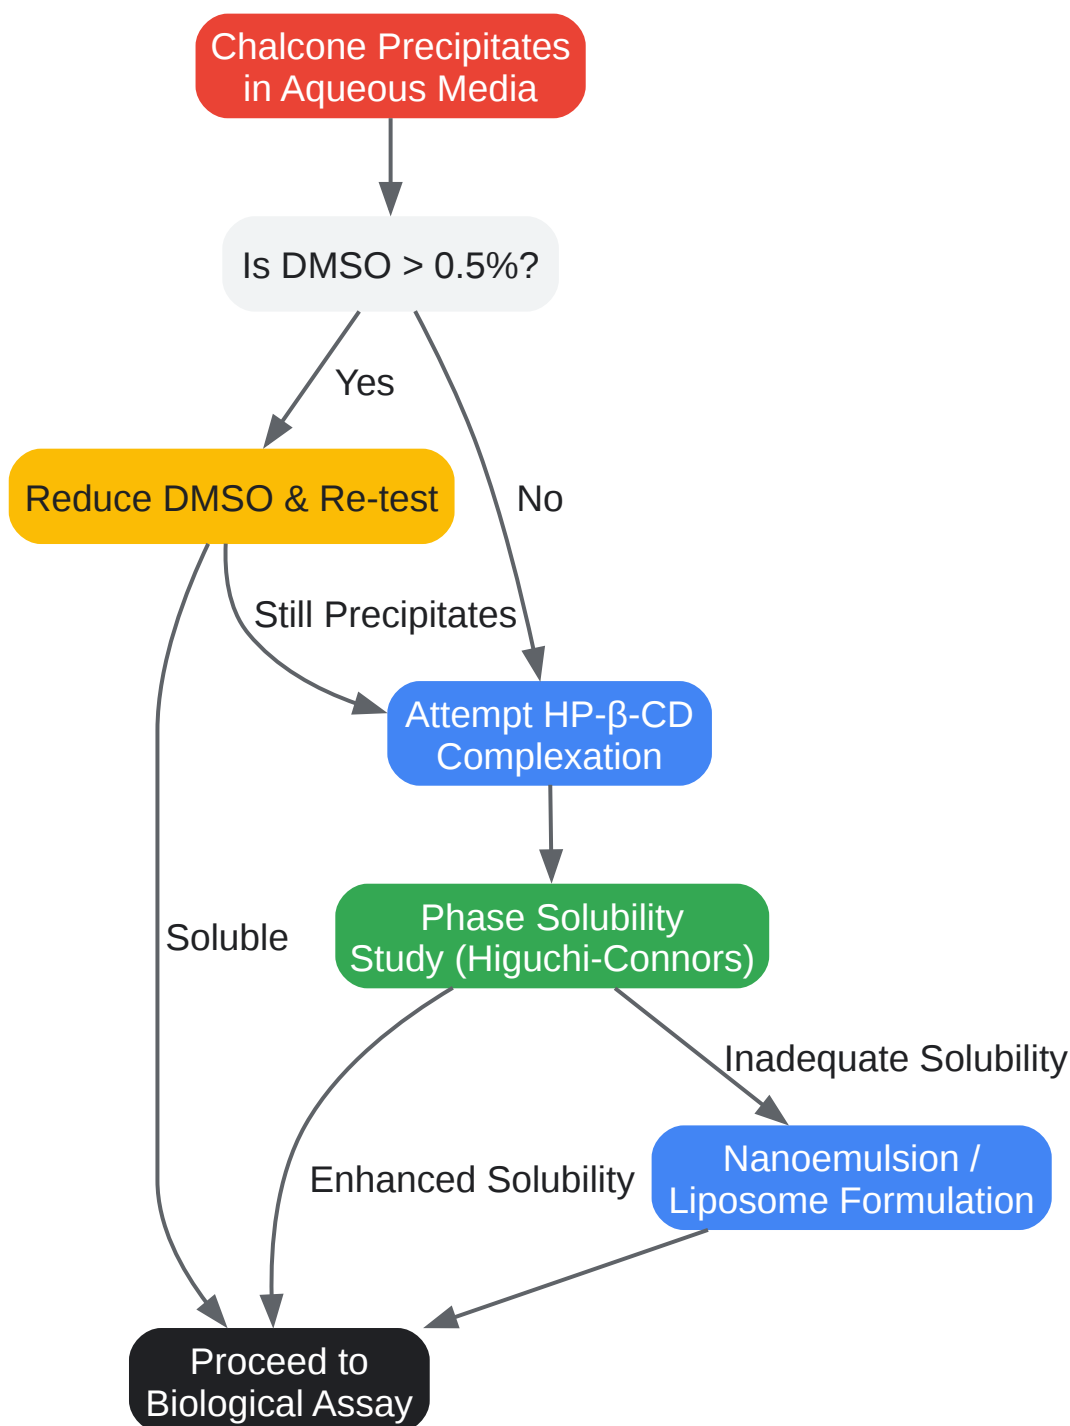 Chalcone Precipitates
in Aqueous Media
Is DMSO > 0.5%?
Yes
Reduce DMSO & Re-test
No
Still Precipitates
Attempt HP-β-CD
Complexation
Phase Solubility
Study (Higuchi-Connors)
Soluble
Inadequate Solubility
Nanoemulsion /
Liposome Formulation
Enhanced Solubility
Proceed to
Biological Assay